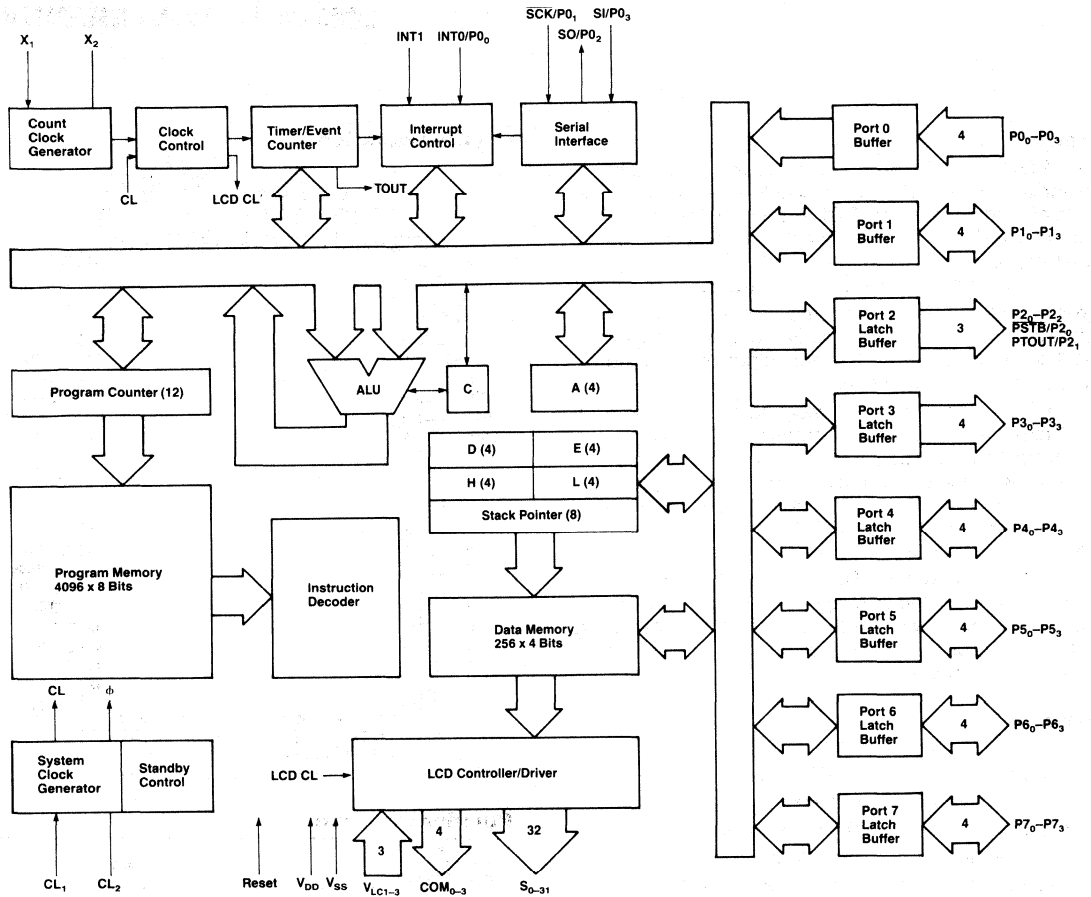 X1
X2
INT1
INT0/P00
SCK/P01
SI/P03
SO/P02
Count
Clock
Generator
Clock
Control
Timer/Event
Counter
Interrupt
Control
Serial
Interface
CL
LCD CL'
TOUT
Port 0
Buffer
4
P00–P03
Port 1
Buffer
4
P10–P13
Port 2
Latch
Buffer
3
P20–P22
PSTB/P20
PTOUT/P21
Program Counter (12)
ALU
C
A (4)
Port 3
Latch
Buffer
4
P30–P33
D (4)
E (4)
H (4)
L (4)
Stack Pointer (8)
Port 4
Latch
Buffer
4
P40–P43
Program Memory
4096 x 8 Bits
Instruction
Decoder
Data Memory
256 x 4 Bits
Port 5
Latch
Buffer
4
P50–P53
CL
ϕ
System
Clock
Generator
Standby
Control
LCD CL
LCD Controller/Driver
Port 6
Latch
Buffer
4
P60–P63
3
4
32
Port 7
Latch
Buffer
4
P70–P73
CL1
CL2
Reset
VDD
VSS
VLC1–3
COM0–3
S0–31